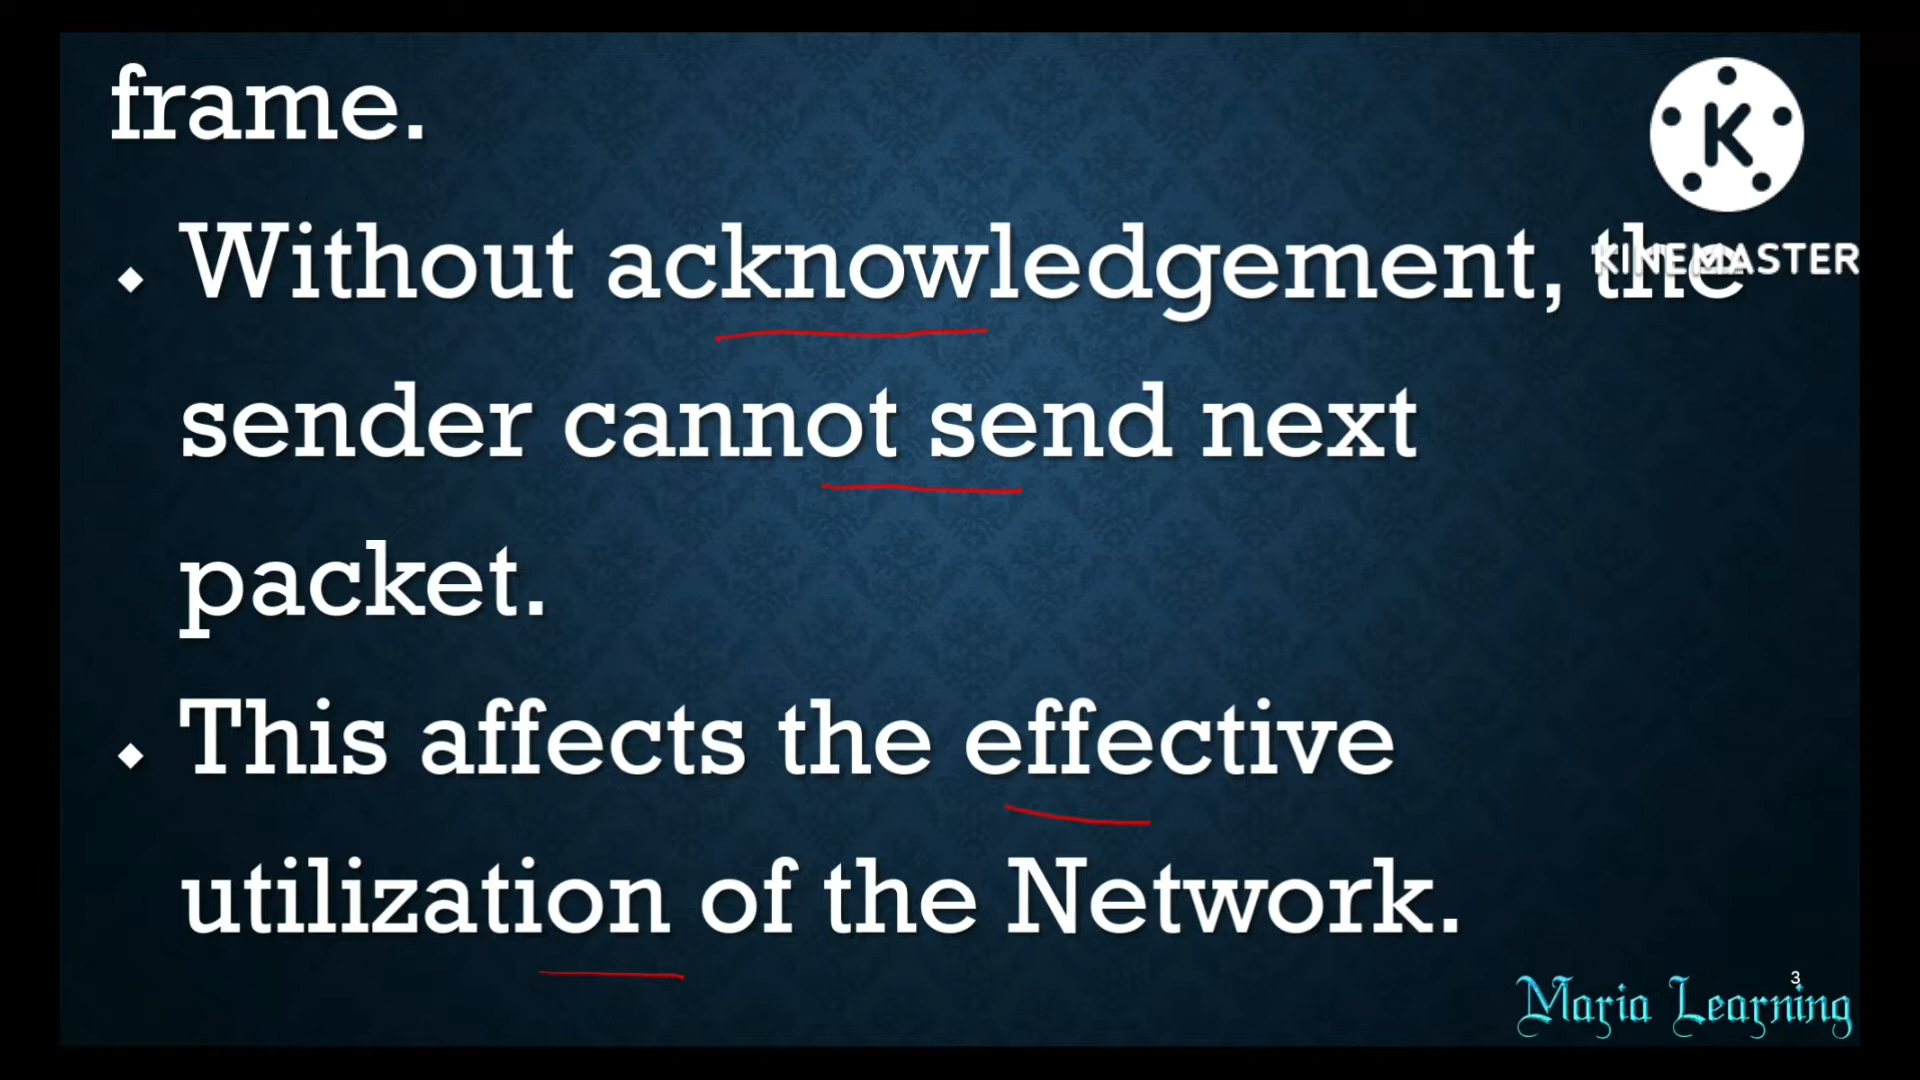 frame.
K
◆ Without acknowledgement, the
KINEMASTER
sender cannot send next
packet.
◆ This affects the effective
utilization of the Network.
3
Maria Learning